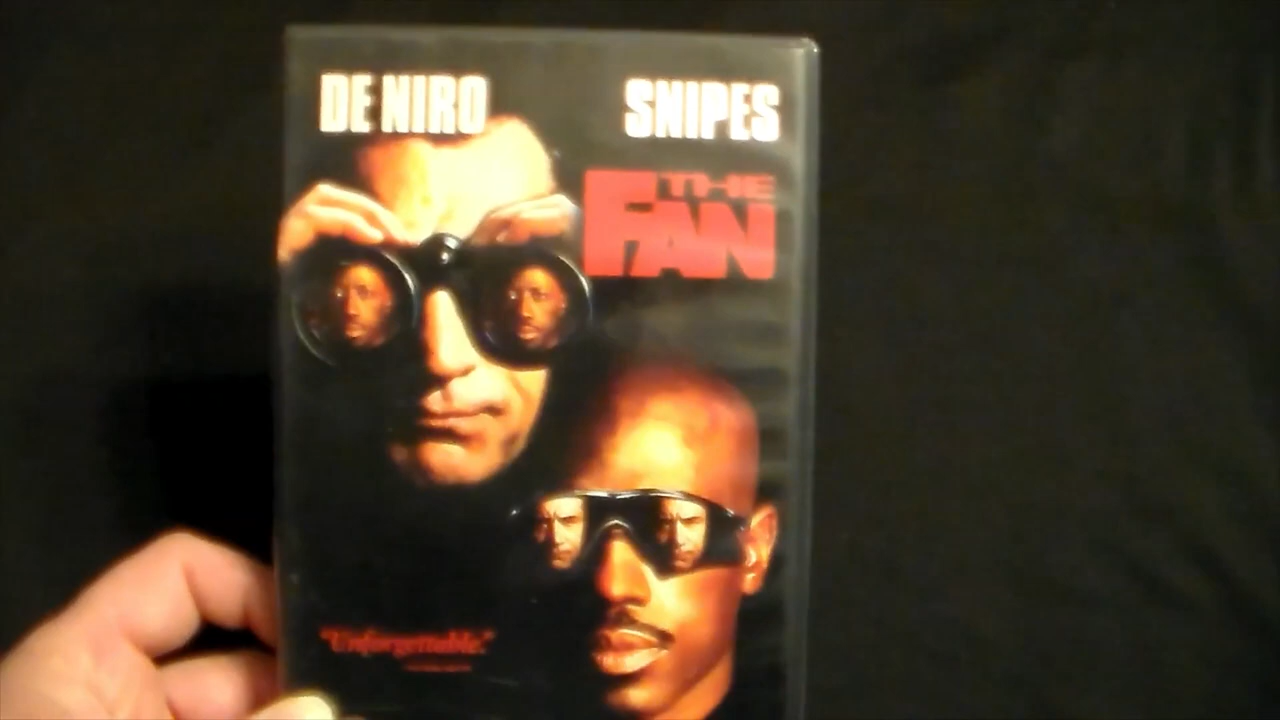 DE NIRO
SNIPES
THE
FAN
"Unforgettable."